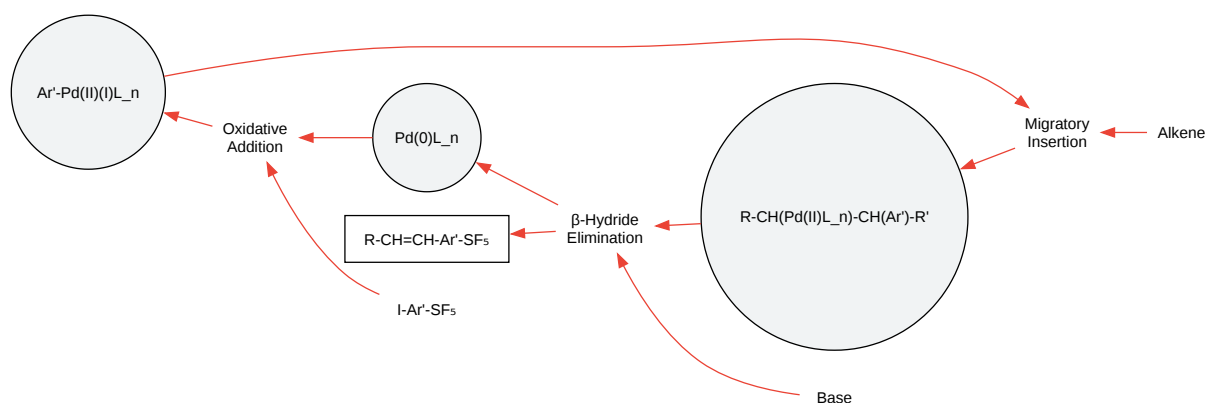 Ar'-Pd(II)(I)L_n
Oxidative
Addition
Pd(0)L_n
Migratory
Insertion
Alkene
R-CH(Pd(II)L_n)-CH(Ar')-R'
β-Hydride
Elimination
R-CH=CH-Ar'-SF₅
I-Ar'-SF₅
Base